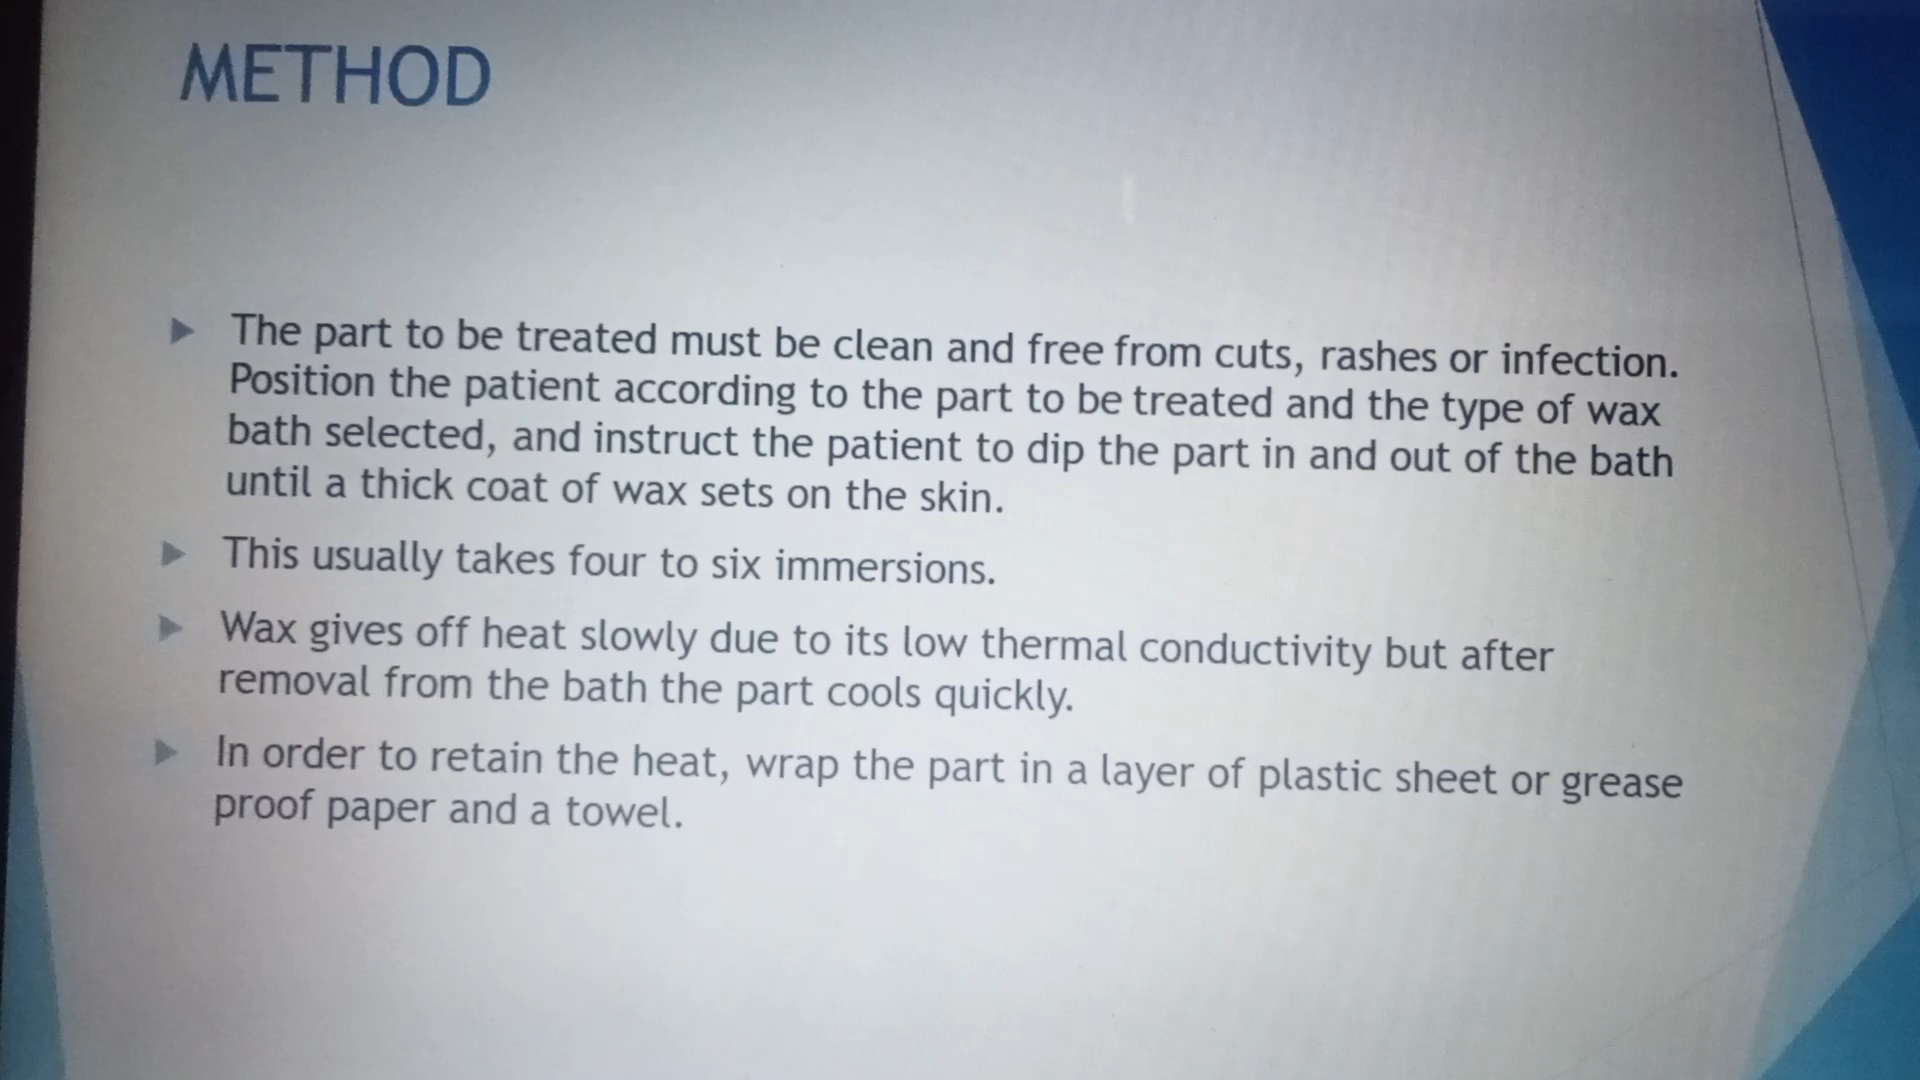 METHOD
The part to be treated must be clean and free from cuts, rashes or infection.
Position the patient according to the part to be treated and the type of wax
bath selected, and instruct the patient to dip the part in and out of the bath
until a thick coat of wax sets on the skin.
This usually takes four to six immersions.
Wax gives off heat slowly due to its low thermal conductivity but after
removal from the bath the part cools quickly.
In order to retain the heat, wrap the part in a layer of plastic sheet or grease
proof paper and a towel.